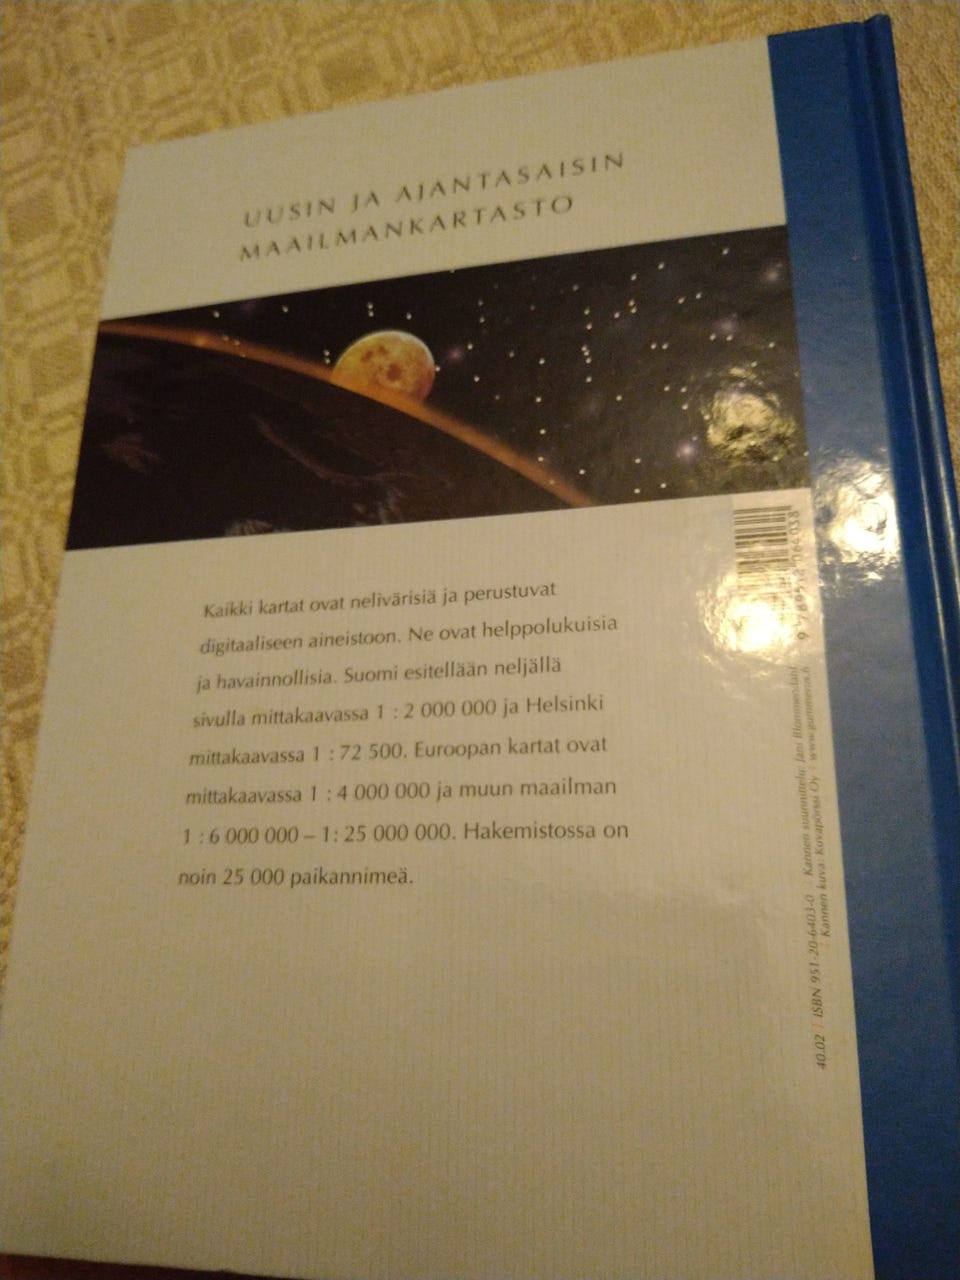 UUSIN JA AJANTASAISIN
MAAILMANKARTASTO
Kaikki kartat ovat nelivärisiä ja perustuvat
digitaaliseen aineistoon. Ne ovat helppolukuisia
ja havainnollisia. Suomi esitellään neljällä
sivulla mittakaavassa 1 : 2 000 000 ja Helsinki
mittakaavassa 1 : 72 500. Euroopan kartat ovat
mittakaavassa 1 : 4 000 000 ja muun maailman
1 : 6 000 000 – 1: 25 000 000. Hakemistossa on
noin 25 000 paikannimeä.
40.02 | ISBN 951-20-6403-0 | Kannen suunnittelu: Jani
Kannen kuva: Kuvapörssi Oy | www.gummerus.fi